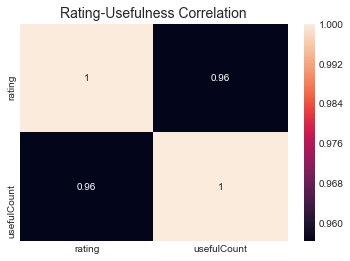 Rating-Usefulness Correlation
rating
usefulCount
1
0.96
0.96
1
rating
usefulCount
1.000
0.992
0.984
0.976
0.968
0.960